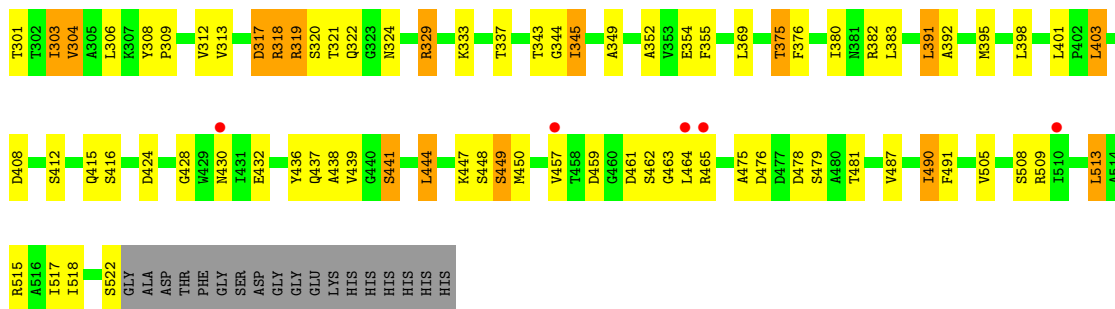 T301 T302 I303 V304 A305 L306 K307 Y308 P309 V312 V313 D317 R318 R319 S320 T321 Q322 G323 N324 R329 K333 T337 T343 G344 I345 A349 A352 V353 E354 F355 L369 T375 F376 I380 N381 R382 L383 L391 A392 M395 L398 L401 P402 L403
D408 S412 Q415 S416 D424 G428 W429 N430 I431 E432 Y436 Q437 A438 V439 G440 S441 L444 K447 S448 S449 M450 V457 T458 D459 G460 D461 S462 G463 L464 R465 A475 D476 D477 D478 S479 A480 T481 V487 I490 F491 V505 S508 R509 I510 L513 A514
R515 A516 I517 I518 S522 GLY ALA ASP THR PHE GLY SER ASP GLY GLY GLU LYS HIS HIS HIS HIS HIS HIS